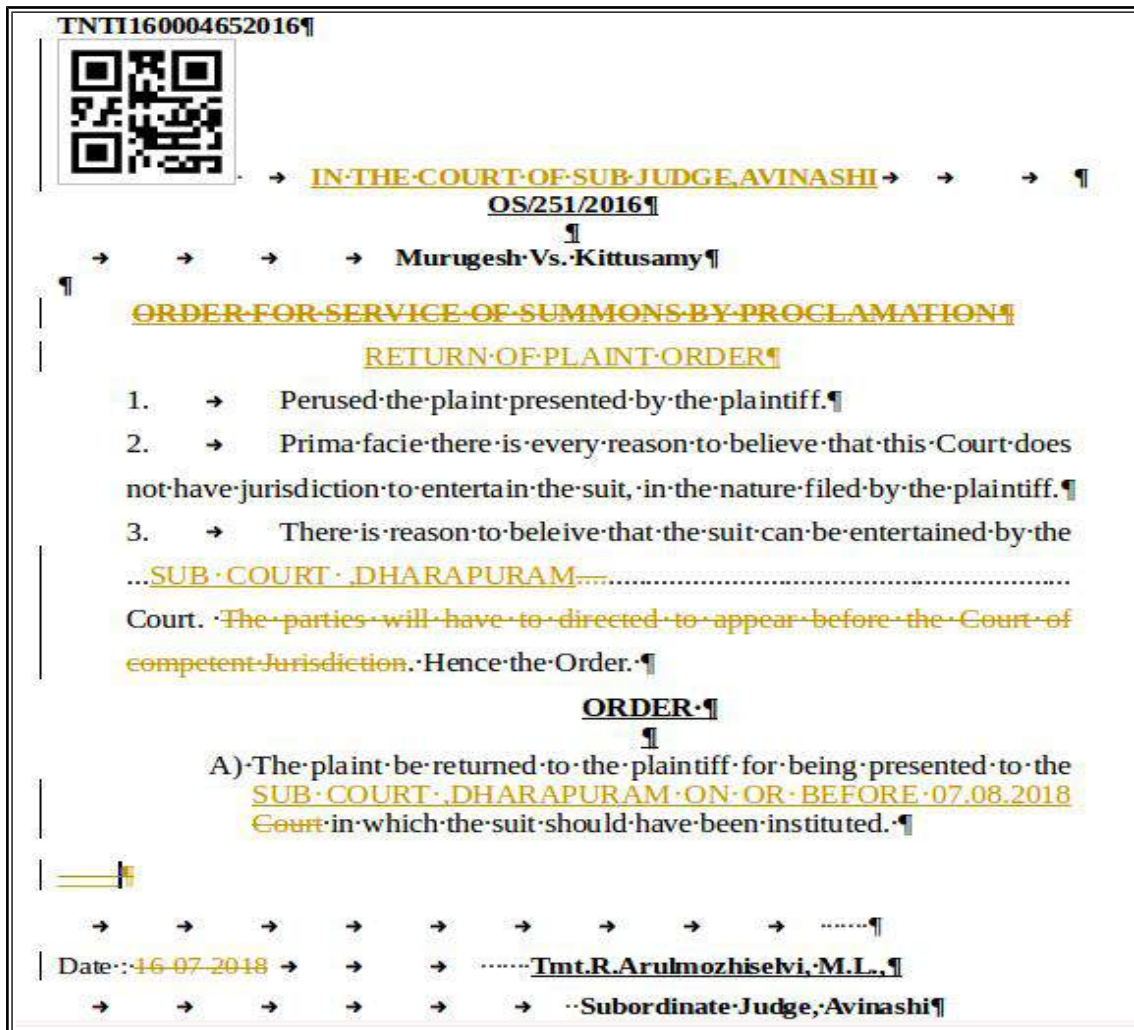 TNTI160004652016¶
→ IN·THE·COURT·OF·SUB·JUDGE,AVINASHI→ → → ¶
OS/251/2016¶
¶
→ → → → Murugesh·Vs.·Kittusamy¶
¶
ORDER·FOR·SERVICE·OF·SUMMONS·BY·PROCLAMATION¶
RETURN·OF·PLAINT·ORDER¶
1. → Perused·the·plaint·presented·by·the·plaintiff.¶
2. → Prima·facie·there·is·every·reason·to·believe·that·this·Court·does
not·have·jurisdiction·to·entertain·the·suit,·in·the·nature·filed·by·the·plaintiff.¶
3. → There·is·reason·to·beleive·that·the·suit·can·be·entertained·by·the
...SUB·COURT·,DHARAPURAM.................................................................
Court. ·The·parties·will·have·to·directed·to·appear·before·the·Court·of
competent·Jurisdiction.·Hence·the·Order.·¶
ORDER·¶
¶
A)·The·plaint·be·returned·to·the·plaintiff·for·being·presented·to·the
SUB·COURT·,DHARAPURAM·ON·OR·BEFORE·07.08.2018
Court·in·which·the·suit·should·have·been·instituted.·¶
¶
→ → → → → → → → → ·······¶
Date·:·16-07-2018 → → → ·······Tmt.R.Arulmozhiselvi,·M.L.,¶
→ → → → → → ··Subordinate·Judge,·Avinashi¶